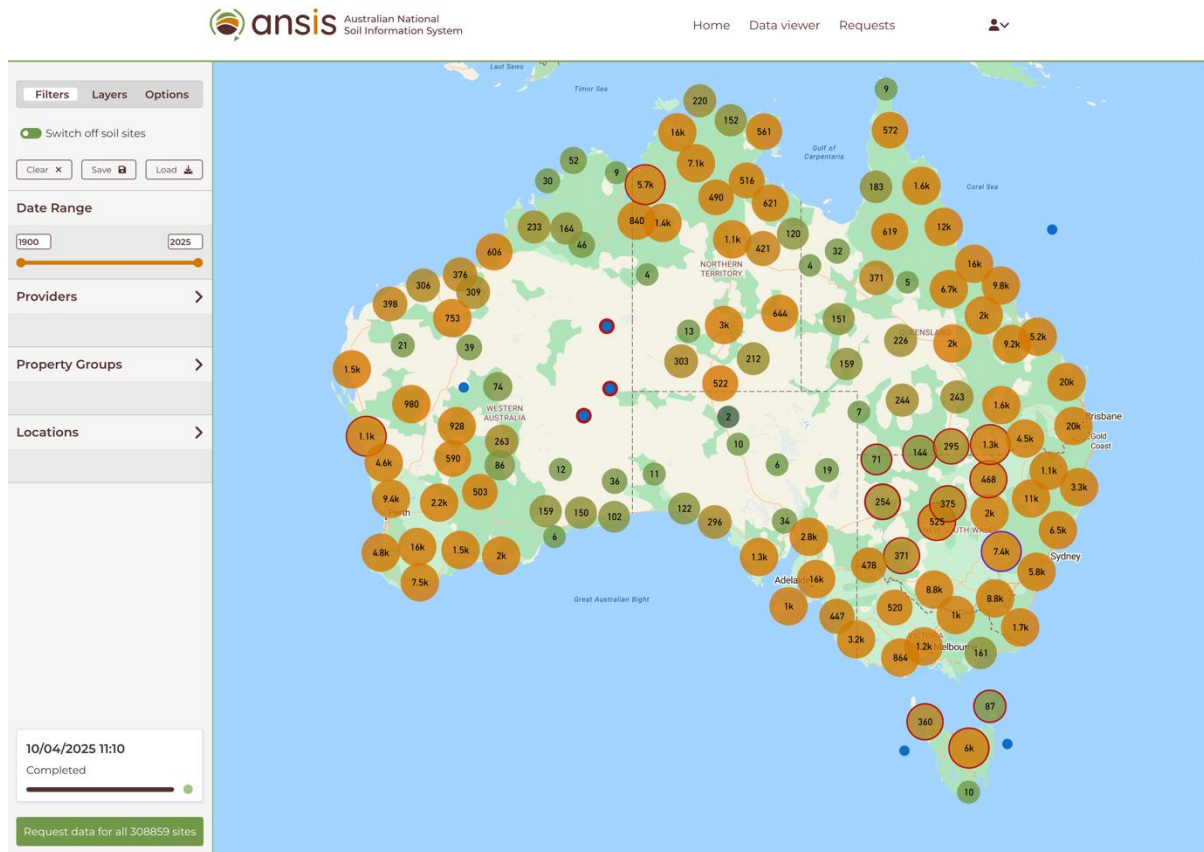 ansis
Australian National
Soil Information System
Home
Data viewer
Requests
Filters
Layers
Options
Switch off soil sites
Clear ×
Save
Load
Date Range
1900
2025
Providers
Property Groups
Locations
10/04/2025 11:10
Completed
Request data for all 308859 sites
Laut Sawu
Timor Sea
9
220
152
16k
561
572
Gulf of
Carpentaria
52
9
7.1k
30
5.7k
516
183
1.6k
Coral Sea
490
621
840
1.4k
233
164
46
120
619
12k
1.1k
421
606
32
NORTHERN
TERRITORY
4
4
16k
376
306
309
371
5
6.7k
9.8k
398
753
644
151
2k
3k
13
226
QUEENSLAND
2k
9.2k
5.2k
21
39
303
212
159
1.5k
522
20k
74
980
244
243
1.6k
WESTERN
AUSTRALIA
7
2
Brisbane
20k
928
1.1k
263
10
Gold
Coast
4.5k
1.3k
295
144
71
4.6k
590
86
12
6
19
11
36
468
1.1k
3.3k
503
9.4k
2.2k
254
375
11k
Perth
159
150
102
122
296
34
525
2k
NEW SOUTH WALES
6.5k
6
2.8k
4.8k
16k
1.5k
2k
1.3k
371
7.4k
Sydney
478
5.8k
7.5k
Adelaide
16k
8.8k
8.8k
Great Australian Bight
1k
520
447
1k
1.7k
3.2k
VICTORIA
1.2k
Melbourne
864
161
87
360
6k
10